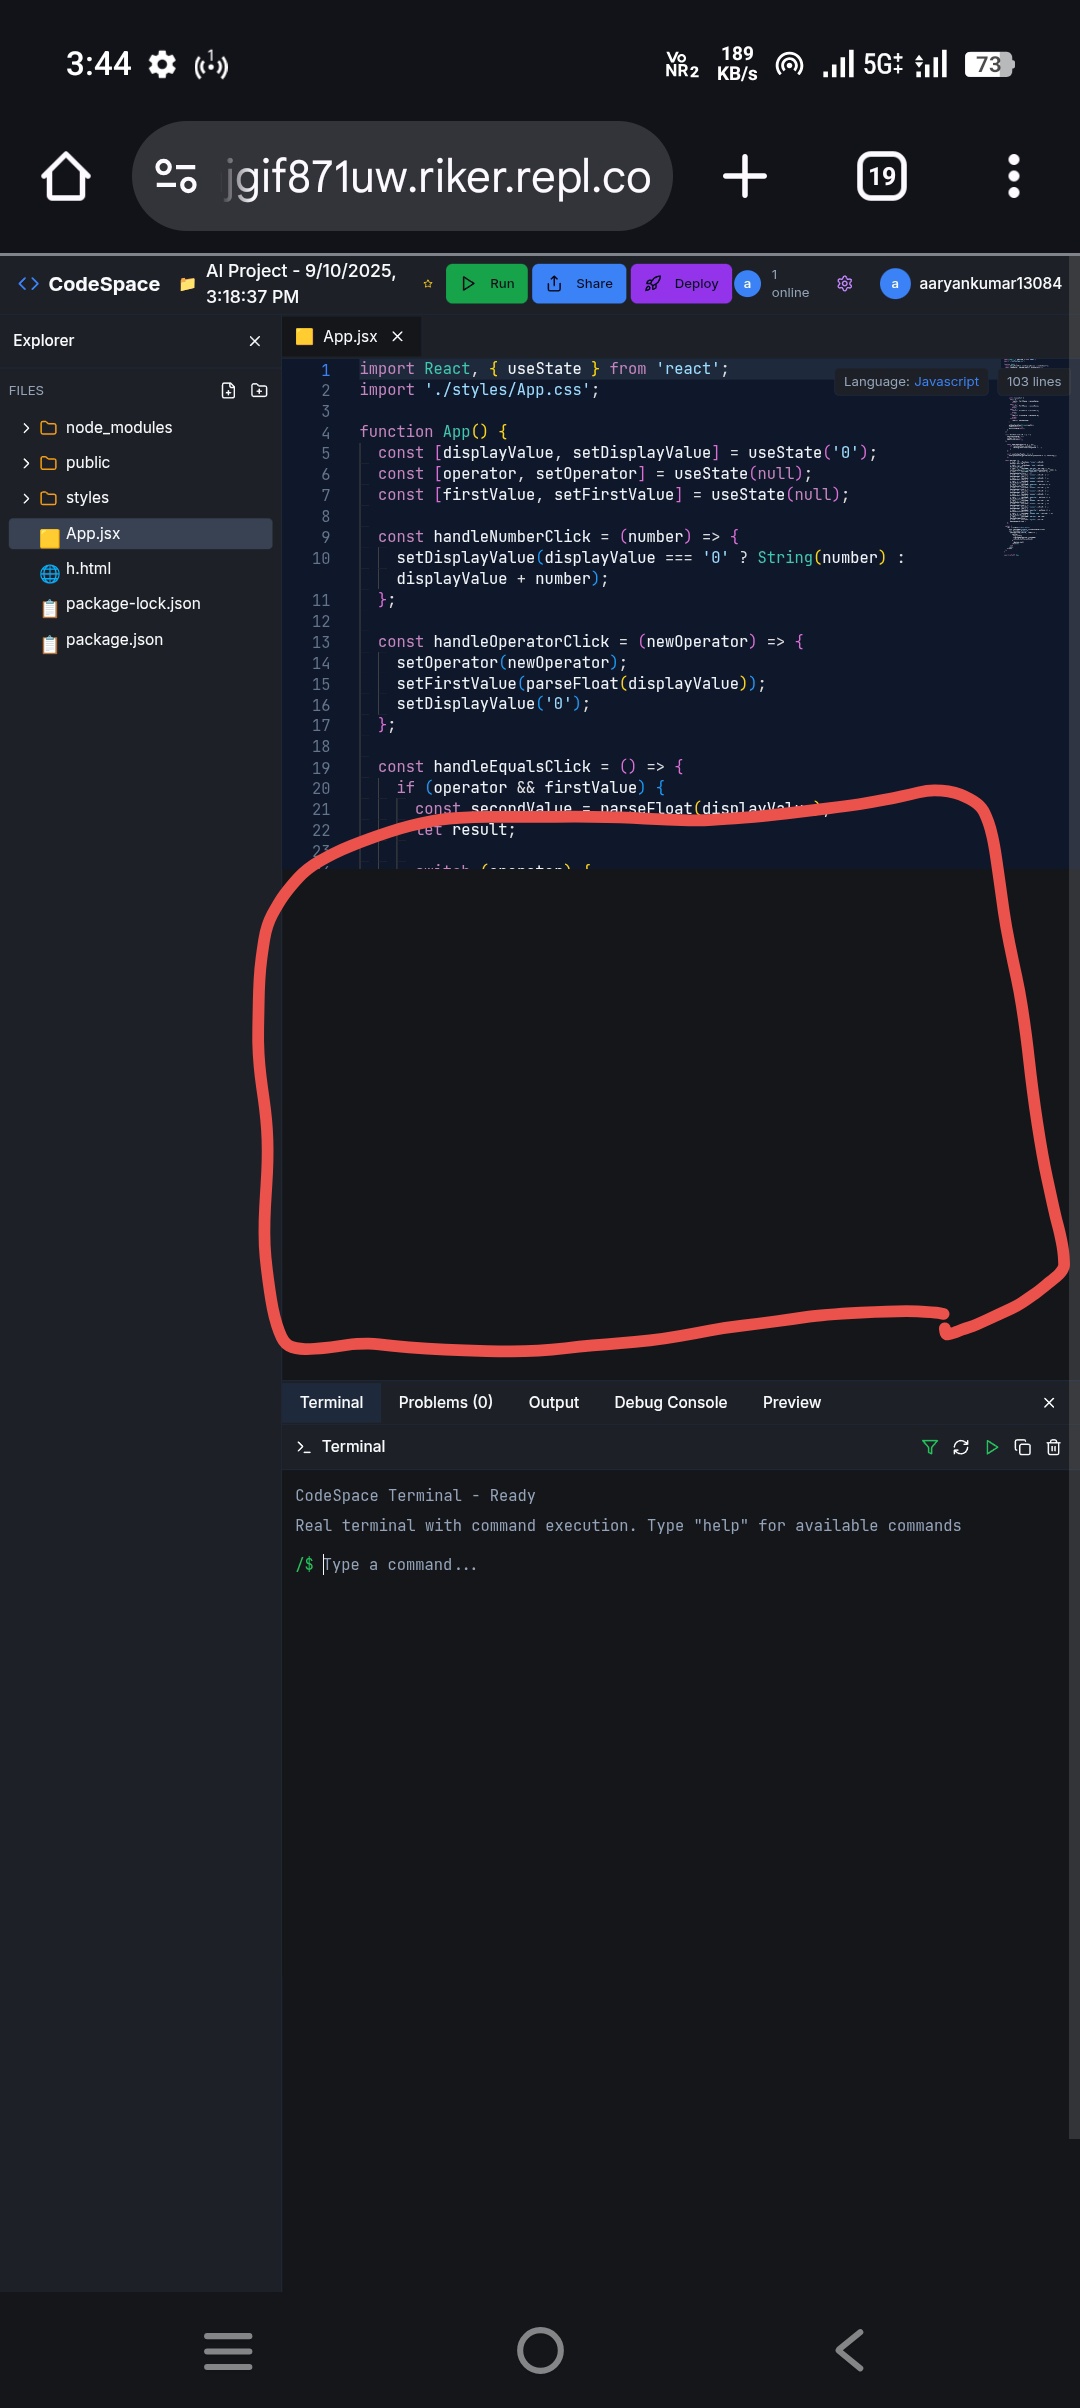 3:44
1
Vo
NR2
189
KB/s
5G
73
jgif871uw.riker.repl.co
19
CodeSpace
AI Project - 9/10/2025,
3:18:37 PM
Run
Share
Deploy
a
1
online
a
aaryankumar13084
Explorer
App.jsx
FILES
node_modules
public
styles
App.jsx
h.html
package-lock.json
package.json
Language: Javascript
103 lines
1 import React, { useState } from 'react';
2 import './styles/App.css';
3
4 function App() {
5 const [displayValue, setDisplayValue] = useState('0');
6 const [operator, setOperator] = useState(null);
7 const [firstValue, setFirstValue] = useState(null);
8
9 const handleNumberClick = (number) => {
10 setDisplayValue(displayValue === '0' ? String(number) :
displayValue + number);
11 };
12
13 const handleOperatorClick = (newOperator) => {
14 setOperator(newOperator);
15 setFirstValue(parseFloat(displayValue));
16 setDisplayValue('0');
17 };
18
19 const handleEqualsClick = () => {
20 if (operator && firstValue) {
21 const secondValue = parseFloat(displayValue);
22 let result;
23
switch (operator) {
Terminal
Problems (0)
Output
Debug Console
Preview
Terminal
CodeSpace Terminal - Ready
Real terminal with command execution. Type "help" for available commands
/$ Type a command...